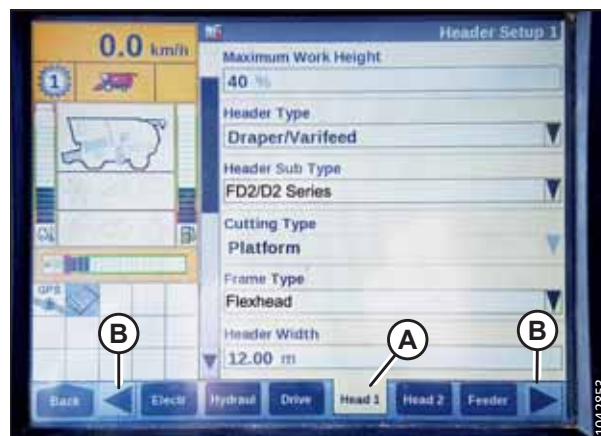 0.0 km/h
Header Setup 1
Maximum Work Height
1
40 %
Header Type
Draper/Varifeed
Header Sub Type
FD2/D2 Series
Cutting Type
Platform
Frame Type
GPS
Flexhead
Header Width
12.00 m
B
A
B
Back
Electr
Hydraul
Drive
Head 1
Head 2
Feeder
1042852